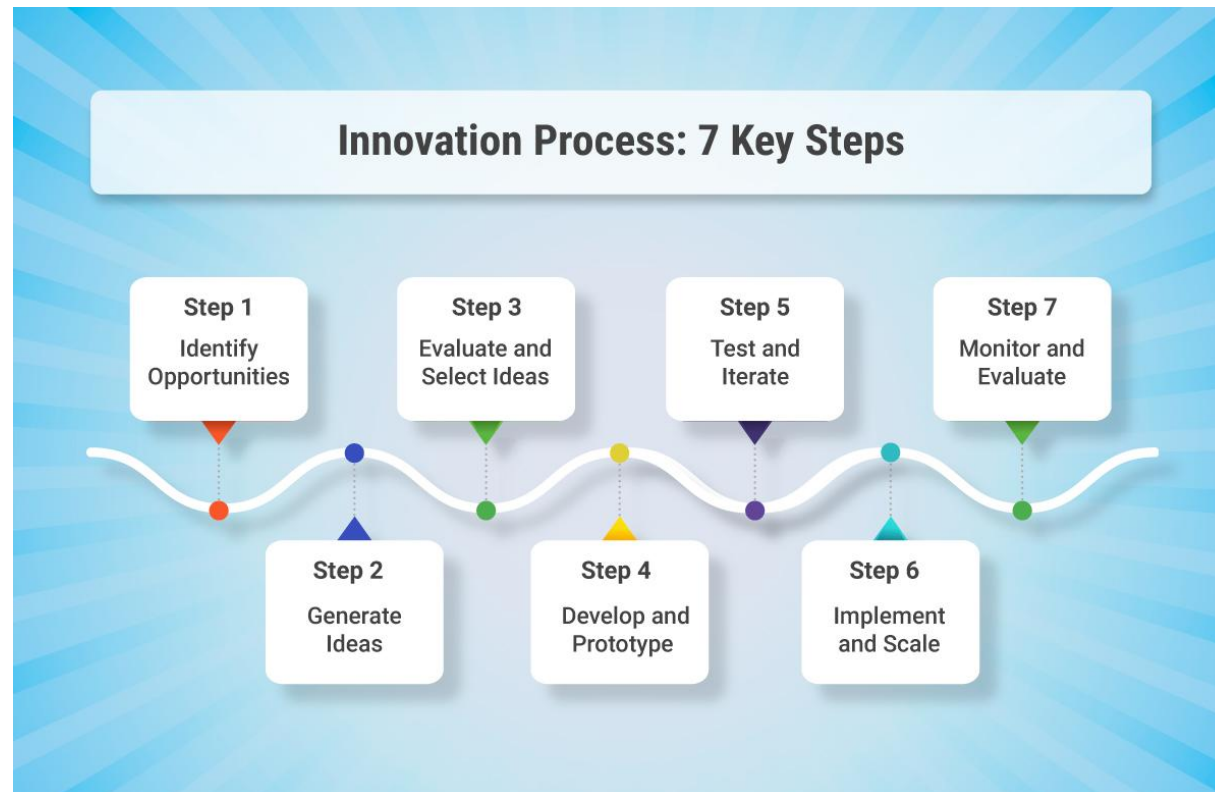 Innovation Process: 7 Key Steps
Step 1
Identify
Opportunities
Step 2
Generate
Ideas
Step 3
Evaluate and
Select Ideas
Step 4
Develop and
Prototype
Step 5
Test and
Iterate
Step 6
Implement
and Scale
Step 7
Monitor and
Evaluate